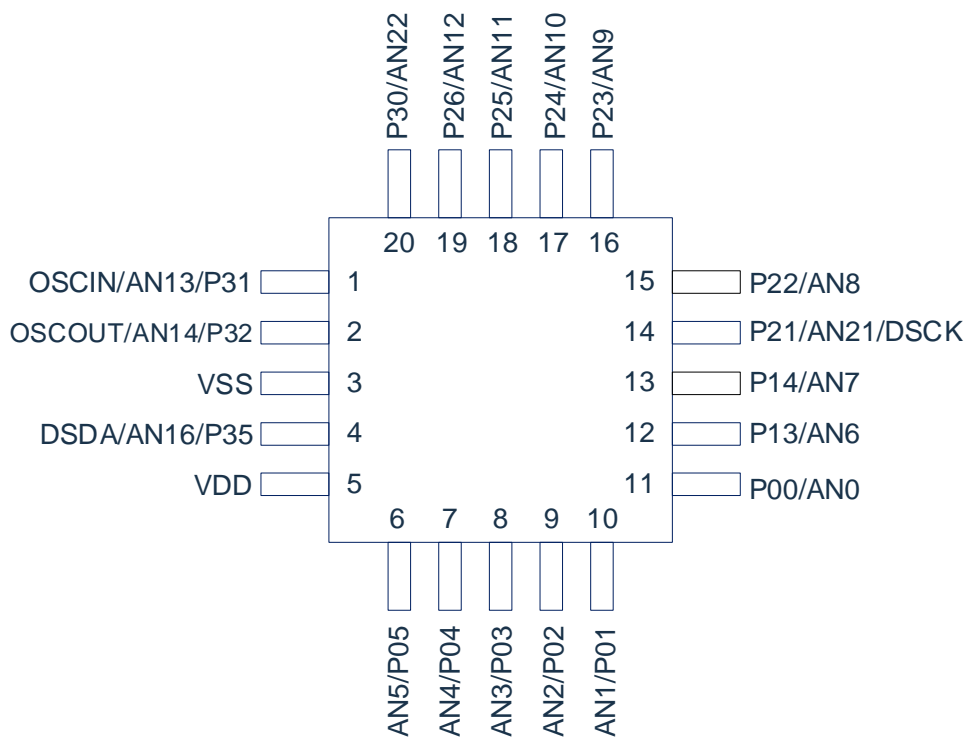 P30/AN22
P26/AN12
P25/AN11
P24/AN10
P23/AN9
20 19 18 17 16
OSCIN/AN13/P31 1 15 P22/AN8
OSCOUT/AN14/P32 2 14 P21/AN21/DSCK
VSS 3 13 P14/AN7
DSDA/AN16/P35 4 12 P13/AN6
VDD 5 11 P00/AN0
6 7 8 9 10
AN5/P05
AN4/P04
AN3/P03
AN2/P02
AN1/P01